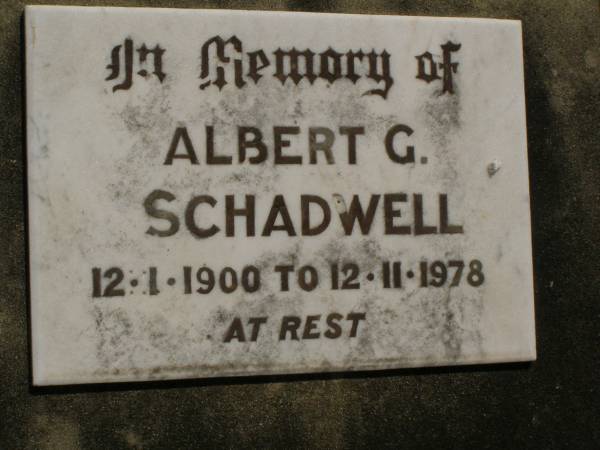 In Memory of
ALBERT G.
SCHADWELL
12·1·1900 TO 12·11·1978
AT REST